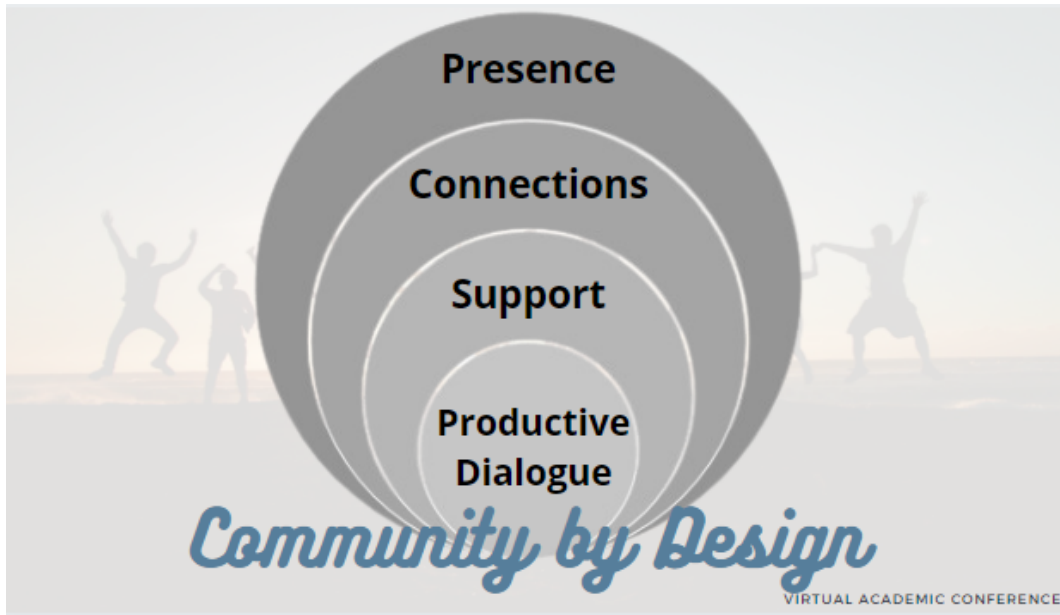 Presence
Connections
Support
Productive
Dialogue
Community by Design
VIRTUAL ACADEMIC CONFERENCE